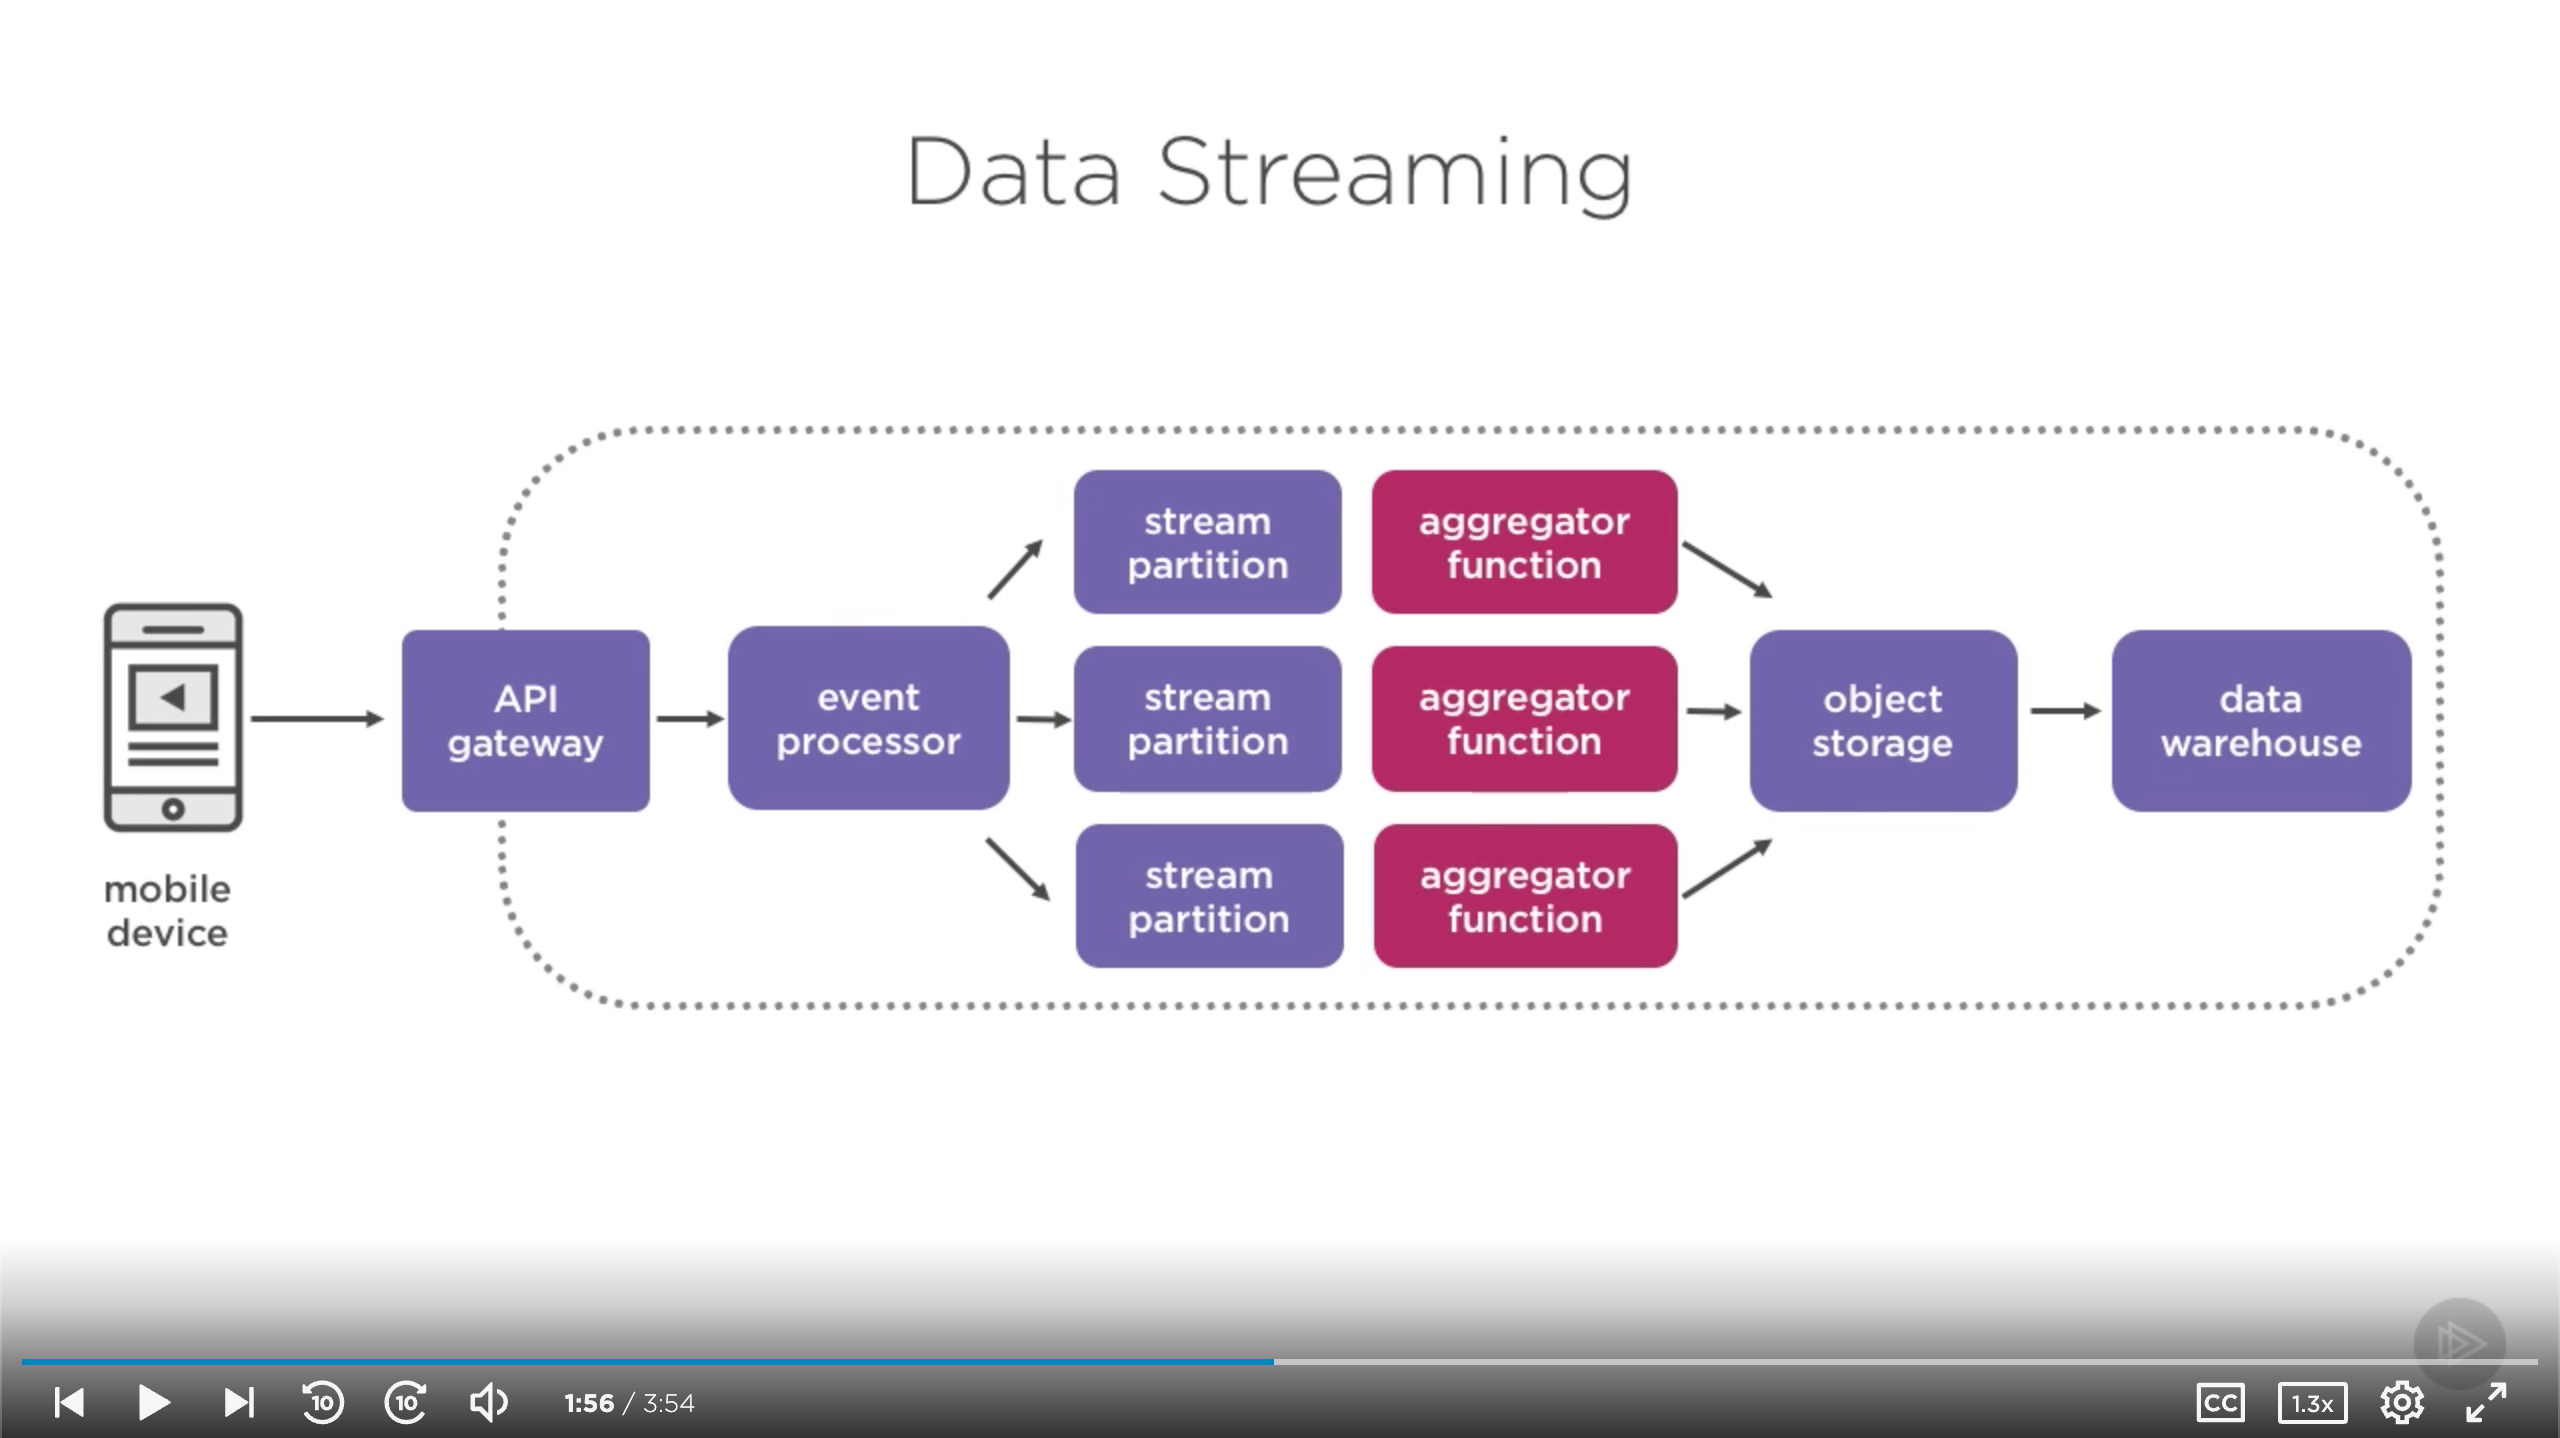 Data Streaming
mobile
device
API
gateway
event
processor
stream
partition
aggregator
function
stream
partition
aggregator
function
stream
partition
aggregator
function
object
storage
data
warehouse
10
10
1:56 / 3:54
CC
1.3x